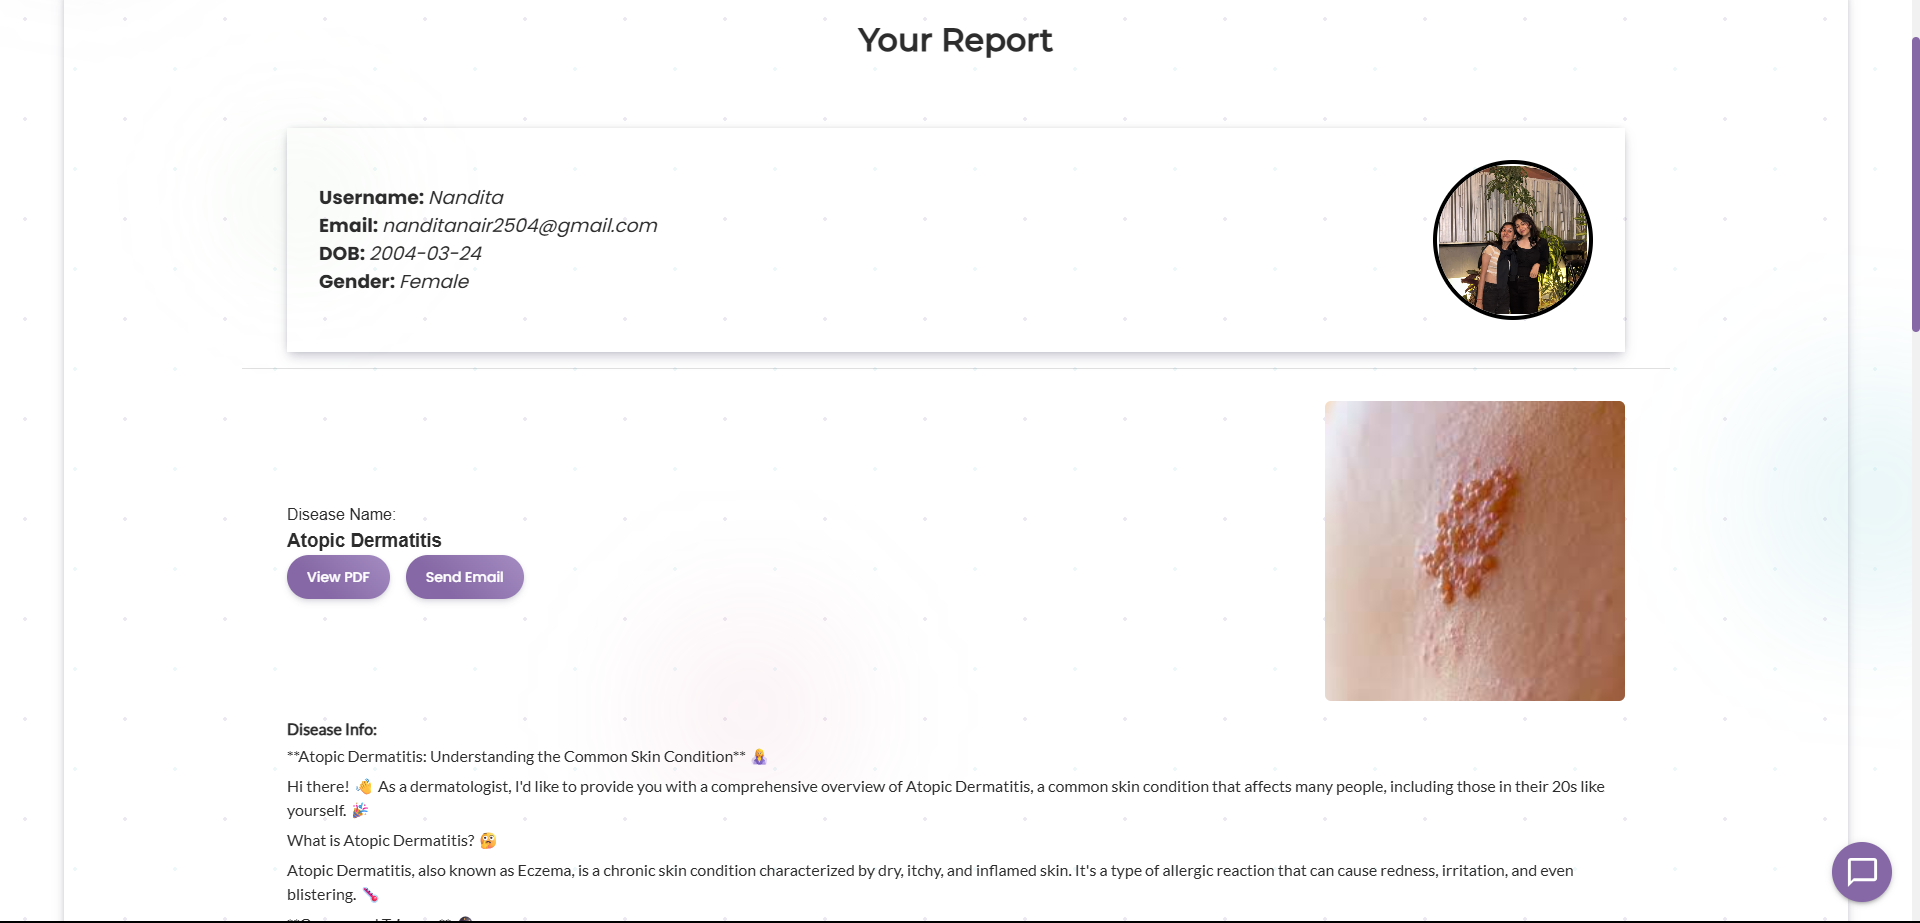 Your Report
Username: Nandita
Email: nanditanair2504@gmail.com
DOB: 2004-03-24
Gender: Female
Disease Name:
Atopic Dermatitis
View PDF
Send Email
Disease Info:
**Atopic Dermatitis: Understanding the Common Skin Condition** 🤷‍♀️
Hi there! 👋 As a dermatologist, I'd like to provide you with a comprehensive overview of Atopic Dermatitis, a common skin condition that affects many people, including those in their 20s like
yourself. 🎉
What is Atopic Dermatitis? 🤔
Atopic Dermatitis, also known as Eczema, is a chronic skin condition characterized by dry, itchy, and inflamed skin. It's a type of allergic reaction that can cause redness, irritation, and even
blistering.